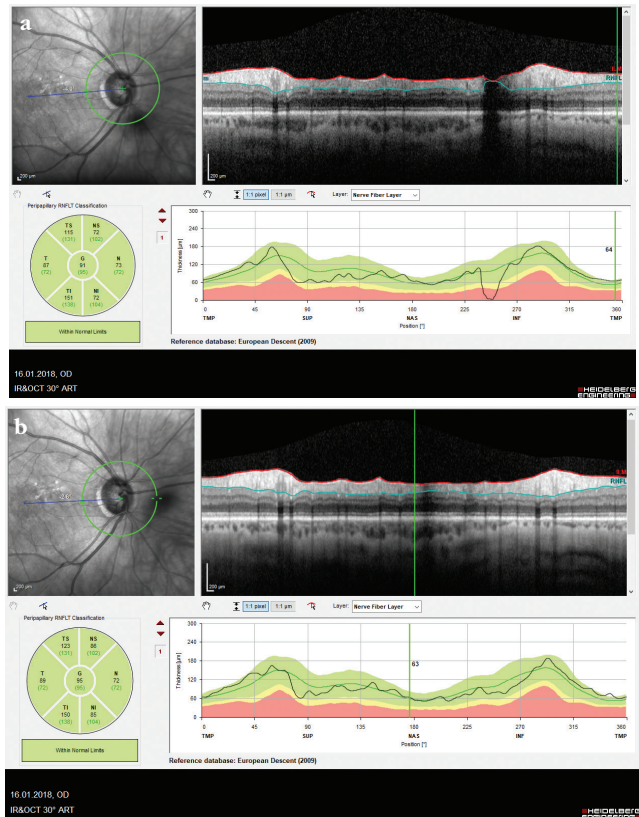 a
ILM
RNFL
200 µm
200 µm
1:1 pixel 1:1 µm Layer: Nerve Fiber Layer
Peripapillary RNFLT Classification
TS
115
(131)
NS
72
(102)
T
87
(72)
G
91
(95)
N
73
(72)
TI
151
(138)
NI
72
(104)
Within Normal Limits
1
Thickness [µm]
300
240
180
120
60
0
64
0 45 90 135 180 225 270 315 360
TMP SUP NAS INF TMP
Position [°]
Reference database: European Descent (2009)
16.01.2018, OD
IR&OCT 30° ART
HEIDELBERG
ENGINEERING
b
ILM
RNFL
200 µm
200 µm
1:1 pixel 1:1 µm Layer: Nerve Fiber Layer
Peripapillary RNFLT Classification
TS
123
(131)
NS
86
(102)
T
89
(72)
G
95
(95)
N
72
(72)
TI
150
(138)
NI
85
(104)
Within Normal Limits
1
Thickness [µm]
300
240
180
120
60
0
63
0 45 90 135 180 225 270 315 360
TMP SUP NAS INF TMP
Position [°]
Reference database: European Descent (2009)
16.01.2018, OD
IR&OCT 30° ART
HEIDELBERG
ENGINEERING